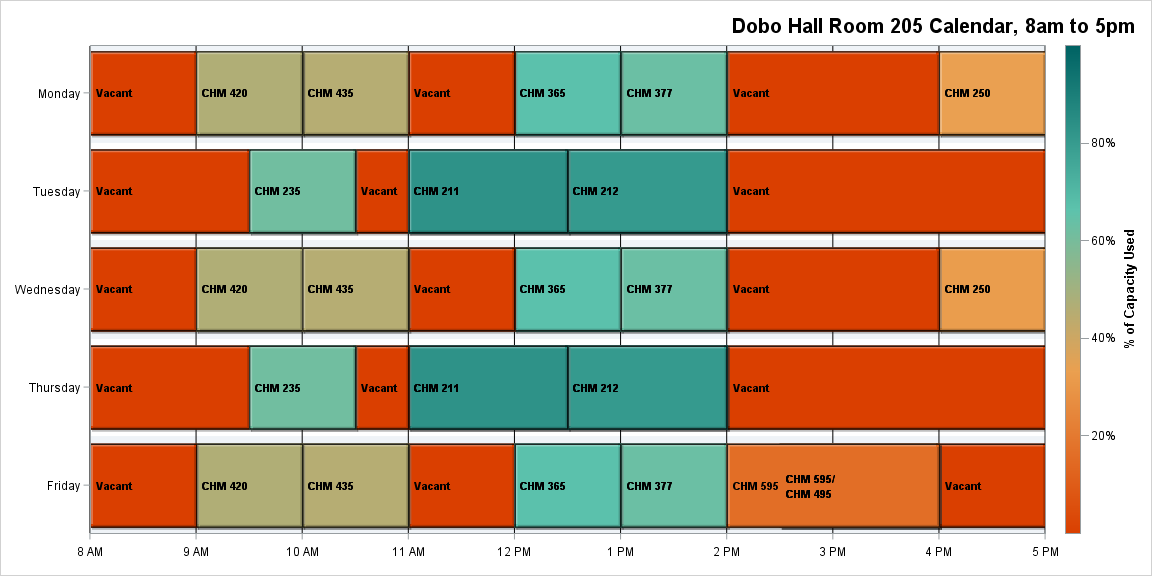 Dobo Hall Room 205 Calendar, 8am to 5pm
Monday
Vacant
CHM 420
CHM 435
Vacant
CHM 365
CHM 377
Vacant
CHM 250
Tuesday
Vacant
CHM 235
Vacant
CHM 211
CHM 212
Vacant
Wednesday
Vacant
CHM 420
CHM 435
Vacant
CHM 365
CHM 377
Vacant
CHM 250
Thursday
Vacant
CHM 235
Vacant
CHM 211
CHM 212
Vacant
Friday
Vacant
CHM 420
CHM 435
Vacant
CHM 365
CHM 377
CHM 595
CHM 595/
CHM 495
Vacant
8 AM
9 AM
10 AM
11 AM
12 PM
1 PM
2 PM
3 PM
4 PM
5 PM
80%
60%
40%
20%
% of Capacity Used